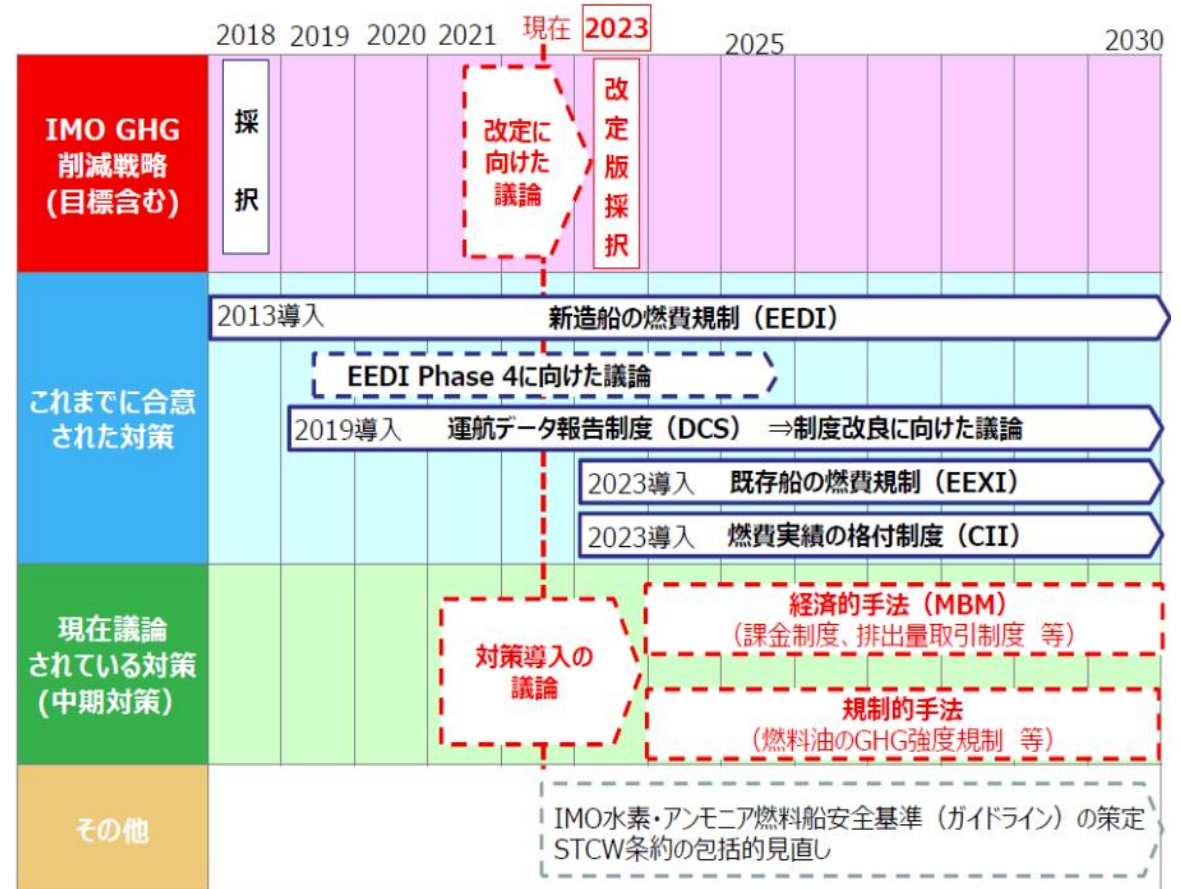 2018 2019 2020 2021 現在 2023 2025 2030
IMO GHG
削減戦略
(目標含む)
採
択
改定に
向けた
議論
改
定
版
採
択
これまでに合意
された対策
2013導入 新造船の燃費規制（EEDI）
EEDI Phase 4に向けた議論
2019導入 運航データ報告制度（DCS） ⇒制度改良に向けた議論
2023導入 既存船の燃費規制（EEXI）
2023導入 燃費実績の格付制度（CII）
現在議論
されている対策
(中期対策）
対策導入の
議論
経済的手法（MBM）
（課金制度、排出量取引制度 等）
規制的手法
（燃料油のGHG強度規制 等）
その他
IMO水素・アンモニア燃料船安全基準（ガイドライン）の策定
STCW条約の包括的見直し